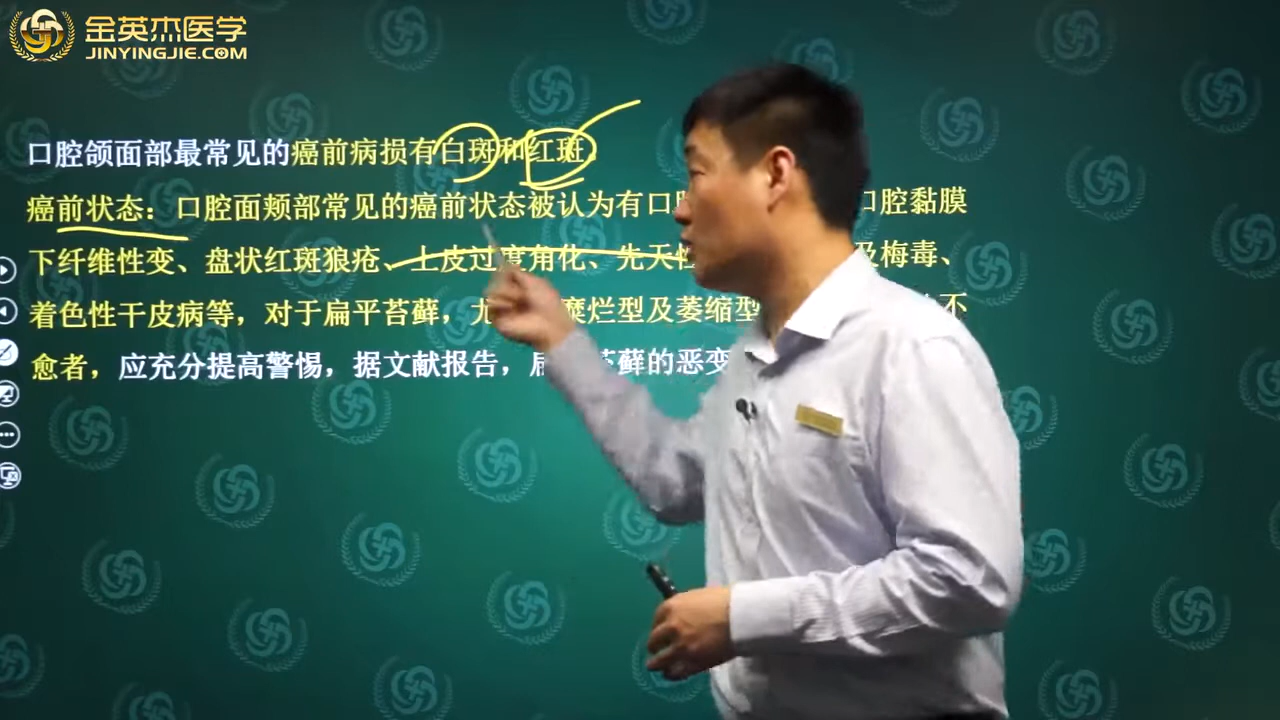 金英杰医学
JINYINGJIE.COM
口腔颌面部最常见的癌前病损有白斑和红斑。
癌前状态：口腔面颊部常见的癌前状态被认为有口 口腔黏膜
下纤维性变、盘状红斑狼疮、上皮过度角化、先天性 及梅毒、
着色性干皮病等，对于扁平苔藓，尤 糜烂型及萎缩型 不
愈者，应充分提高警惕，据文献报告， 苔藓的恶变